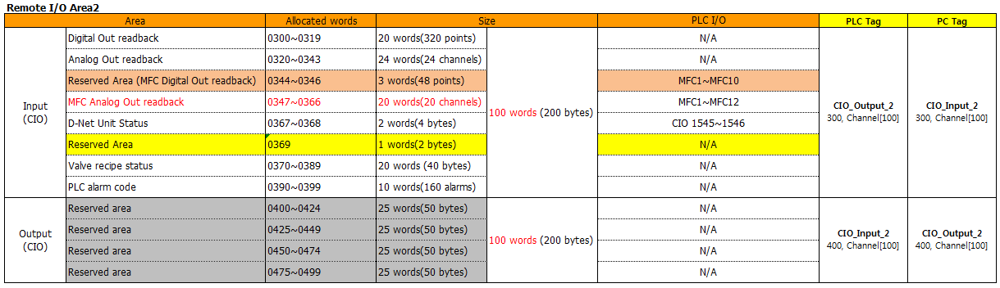 Remote I/O Area2
Area Allocated words Size PLC I/O PLC Tag PC Tag
Digital Out readback 0300~0319 20 words(320 points) N/A
Analog Out readback 0320~0343 24 words(24 channels) N/A
Reserved Area (MFC Digital Out readback) 0344~0346 3 words(48 points) MFC1~MFC10
Input MFC Analog Out readback 0347~0366 20 words(20 channels) 100 words (200 bytes) MFC1~MFC12 CIO_Output_2 CIO_Input_2
(CIO) D-Net Unit Status 0367~0368 2 words(4 bytes) CIO 1545~1546 300, Channel[100] 300, Channel[100]
Reserved Area 0369 1 words(2 bytes) N/A
Valve recipe status 0370~0389 20 words (40 bytes) N/A
PLC alarm code 0390~0399 10 words(160 alarms) N/A
Reserved area 0400~0424 25 words(50 bytes) N/A
Output Reserved area 0425~0449 25 words(50 bytes) 100 words (200 bytes) N/A CIO_Input_2 CIO_Output_2
(CIO) Reserved area 0450~0474 25 words(50 bytes) N/A 400, Channel[100] 400, Channel[100]
Reserved area 0475~0499 25 words(50 bytes) N/A